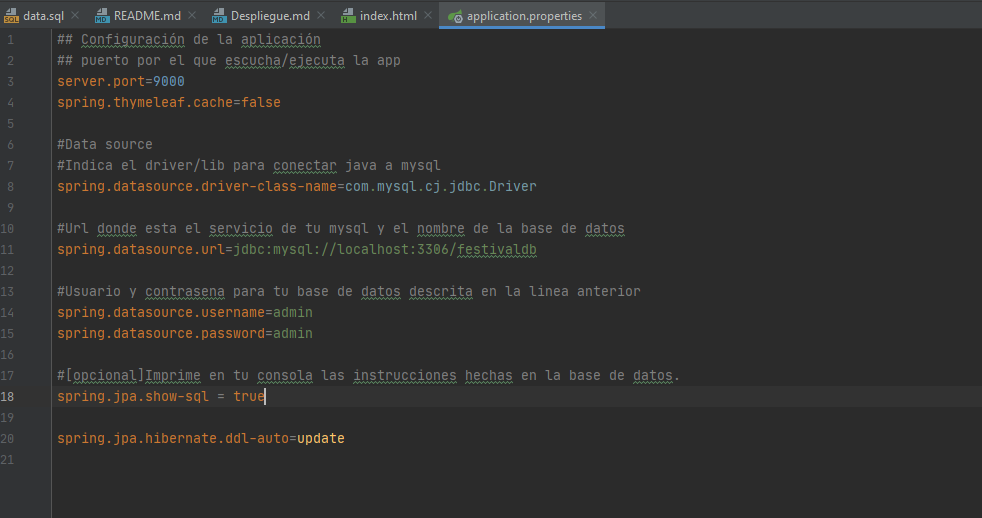 data.sql README.md Despliegue.md index.html application.properties
1 ## Configuración de la aplicación
2 ## puerto por el que escucha/ejecuta la app
3 server.port=9000
4 spring.thymeleaf.cache=false
5
6 #Data source
7 #Indica el driver/lib para conectar java a mysql
8 spring.datasource.driver-class-name=com.mysql.cj.jdbc.Driver
9
10 #Url donde esta el servicio de tu mysql y el nombre de la base de datos
11 spring.datasource.url=jdbc:mysql://localhost:3306/festivaldb
12
13 #Usuario y contrasena para tu base de datos descrita en la linea anterior
14 spring.datasource.username=admin
15 spring.datasource.password=admin
16
17 #[opcional]Imprime en tu consola las instrucciones hechas en la base de datos.
18 spring.jpa.show-sql = true
19
20 spring.jpa.hibernate.ddl-auto=update
21